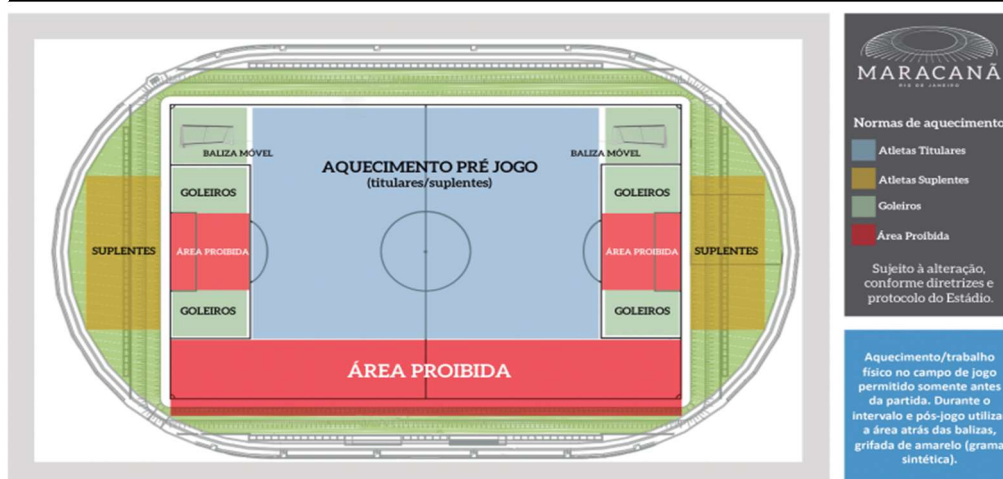 BALIZA MÓVEL
AQUECIMENTO PRÉ JOGO
(titulares/suplentes)
BALIZA MÓVEL
GOLEIROS
GOLEIROS
SUPLENTES
ÁREA PROIBIDA
ÁREA PROIBIDA
SUPLENTES
GOLEIROS
GOLEIROS
ÁREA PROIBIDA
MARACANÃ
RIO DE JANEIRO
Normas de aquecimento
Atletas Titulares
Atletas Suplentes
Goleiros
Área Proíbida
Sujeito à alteração,
conforme diretrizes e
protocolo do Estádio.
Aquecimento/trabalho
físico no campo de jogo
permitido somente antes
da partida. Durante o
intervalo e pós-jogo utiliza
a área atrás das balizas,
grifada de amarelo (grama
sintética).